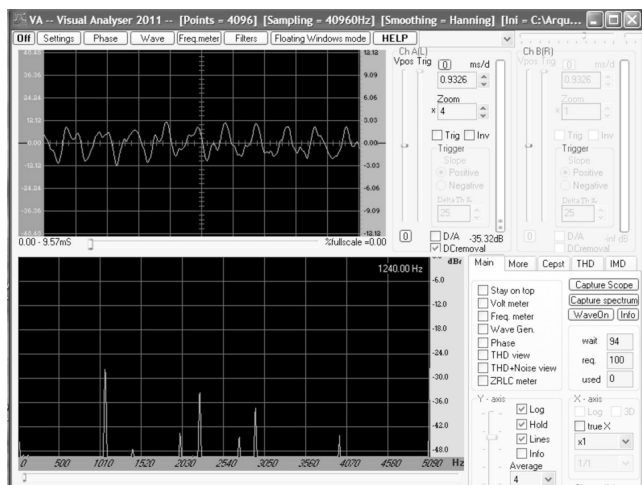 VA -- Visual Analyser 2011 -- [Points = 4096] [Sampling = 40960Hz] [Smoothing = Hanning] [Ini = C:\Arqu...
Off Settings Phase Wave Freq.meter Filters Floating Windows mode HELP
Ch A(L)
Vpos Trig 0 ms/d
0.9326
Zoom
x 4
Trig Inv
Trigger
Slope
Positive
Negative
Delta Th %
25
0 D/A -35.32dB
DCremoval
Ch B(R)
Vpos Trig 0 ms/d
0.9326
Zoom
x 1
Trig Inv
Trigger
Slope
Positive
Negative
Delta Th %
25
0 D/A -inf dB
DCremoval
36.36 9.09
24.24 6.06
12.12 3.03
0.00 0.00
-12.12 -3.03
-24.24 -6.06
-36.36 -9.09
-12.12
0.00 - 9.57mS %fullscale =0.00
1240.00 Hz
dBr
-6.0
-12.0
-18.0
-24.0
-30.0
-36.0
-42.0
-48.0
0 500 1010 1520 2030 2540 3050 3560 4070 4580 5090 Hz
Main More Cepst THD IMD
Stay on top
Volt meter
Freq. meter
Wave Gen.
Phase
THD view
THD+Noise view
ZRLC meter
Capture Scope
Capture spectrum
WaveOn Info
wait 94
req. 100
used 0
Y - axis
Log
Hold
Lines
Info
Average
4
X - axis
Log 3D
true X
x1
1/1